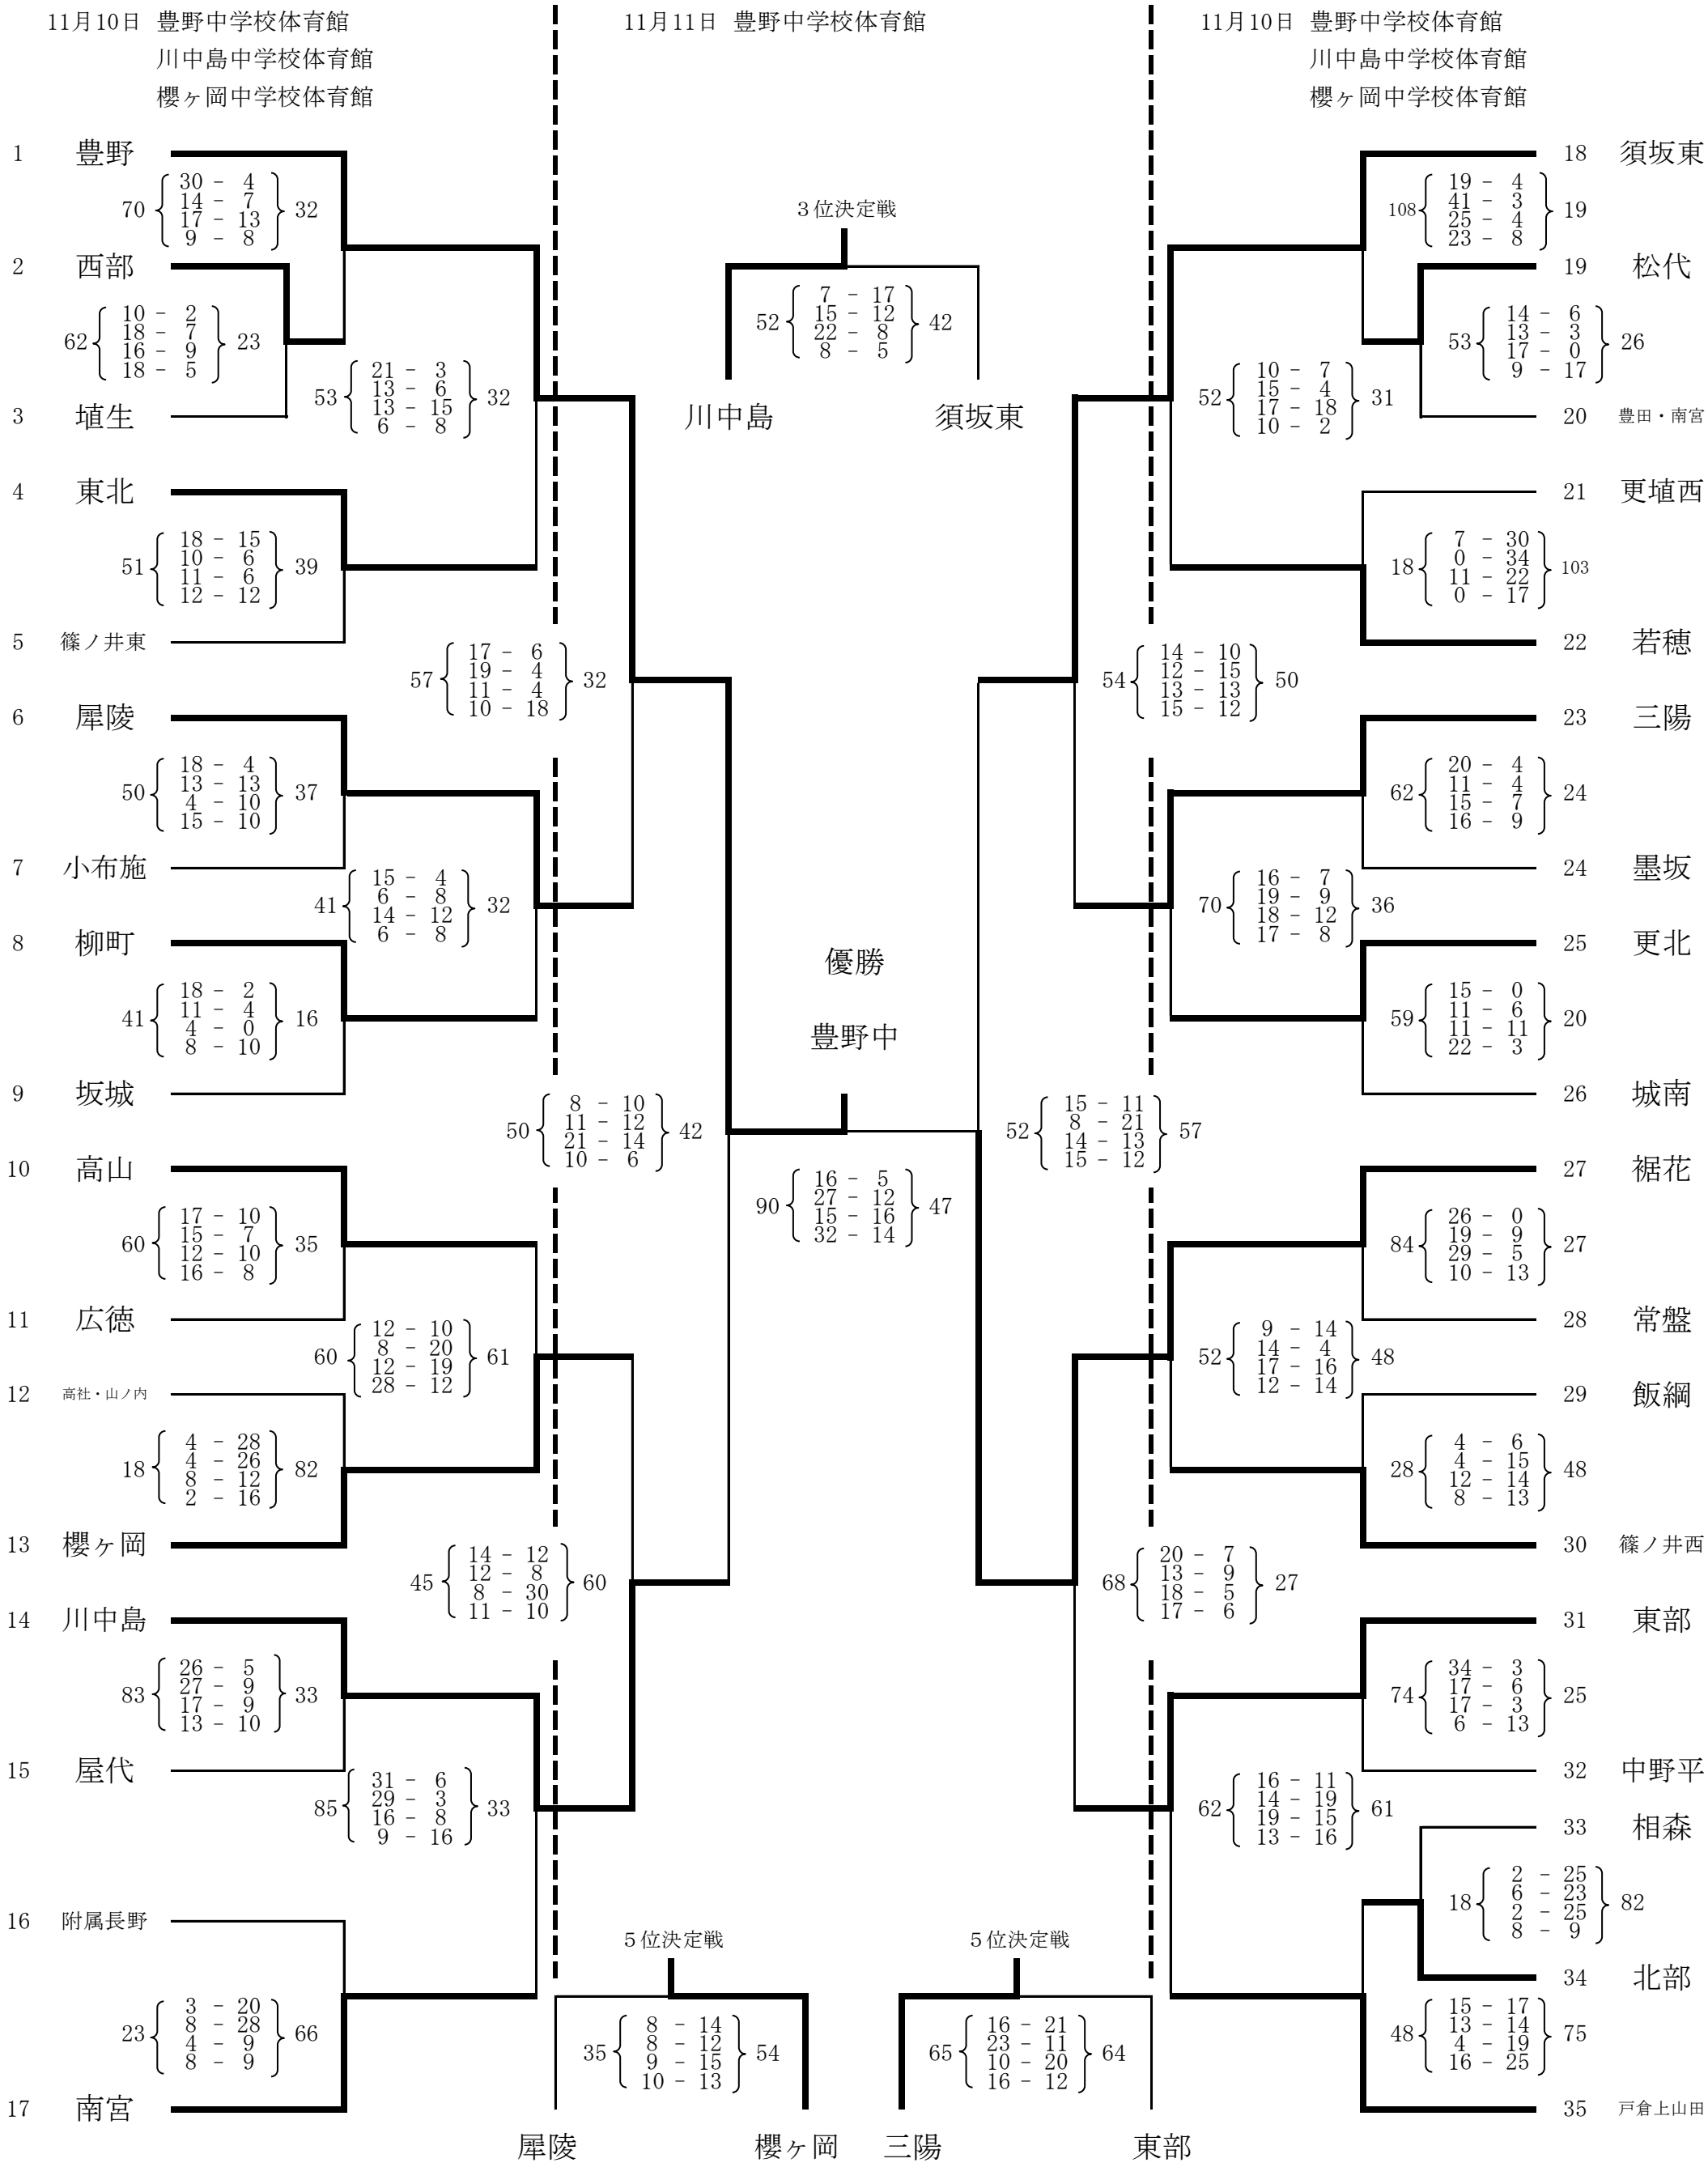 11月10日 豊野中学校体育館
川中島中学校体育館
櫻ヶ岡中学校体育館
11月11日 豊野中学校体育館
11月10日 豊野中学校体育館
川中島中学校体育館
櫻ヶ岡中学校体育館
1 豊野
70 32
30 - 4
14 - 7
17 - 13
9 - 8
2 西部
62 23
10 - 2
18 - 7
16 - 9
18 - 5
3 埴生
53 32
21 - 3
13 - 6
13 - 15
6 - 8
4 東北
51 39
18 - 15
10 - 6
11 - 6
12 - 12
5 篠ノ井東
57 32
17 - 6
19 - 4
11 - 4
10 - 18
6 犀陵
50 37
18 - 4
13 - 13
4 - 10
15 - 10
7 小布施
41 32
15 - 4
6 - 8
14 - 12
6 - 8
8 柳町
41 16
18 - 2
11 - 4
4 - 0
8 - 10
9 坂城
50 42
8 - 10
11 - 12
21 - 14
10 - 6
10 高山
60 35
17 - 10
15 - 7
12 - 10
16 - 8
11 広徳
60 61
12 - 10
8 - 20
12 - 19
28 - 12
12 高社・山ノ内
18 82
4 - 28
4 - 26
8 - 12
2 - 16
13 櫻ヶ岡
45 60
14 - 12
12 - 8
8 - 30
11 - 10
14 川中島
83 33
26 - 5
27 - 9
17 - 9
13 - 10
15 屋代
85 33
31 - 6
29 - 3
16 - 8
9 - 16
16 附属長野
23 66
3 - 20
8 - 28
4 - 9
8 - 9
17 南宮
3位決定戦
52 42
7 - 17
15 - 12
22 - 8
8 - 5
川中島 須坂東
優勝
豊野中
90 47
16 - 5
27 - 12
15 - 16
32 - 14
5位決定戦
35 54
8 - 14
8 - 12
9 - 15
10 - 13
犀陵 櫻ヶ岡
5位決定戦
65 64
16 - 21
23 - 11
10 - 20
16 - 12
三陽 東部
18 須坂東
108 19
19 - 4
41 - 3
25 - 4
23 - 8
19 松代
53 26
14 - 6
13 - 3
17 - 0
9 - 17
20 豊田・南宮
52 31
10 - 7
15 - 4
17 - 18
10 - 2
21 更埴西
18 103
7 - 30
0 - 34
11 - 22
0 - 17
22 若穂
54 50
14 - 10
12 - 15
13 - 13
15 - 12
23 三陽
62 24
20 - 4
11 - 4
15 - 7
16 - 9
24 墨坂
70 36
16 - 7
19 - 9
18 - 12
17 - 8
25 更北
59 20
15 - 0
11 - 6
11 - 11
22 - 3
26 城南
52 57
15 - 11
8 - 21
14 - 13
15 - 12
27 裾花
84 27
26 - 0
19 - 9
29 - 5
10 - 13
28 常盤
52 48
9 - 14
14 - 4
17 - 16
12 - 14
29 飯綱
28 48
4 - 6
4 - 15
12 - 14
8 - 13
30 篠ノ井西
68 27
20 - 7
13 - 9
18 - 5
17 - 6
31 東部
74 25
34 - 3
17 - 6
17 - 3
6 - 13
32 中野平
62 61
16 - 11
14 - 19
19 - 15
13 - 16
33 相森
18 82
2 - 25
6 - 23
2 - 25
8 - 9
34 北部
48 75
15 - 17
13 - 14
4 - 19
16 - 25
35 戸倉上山田